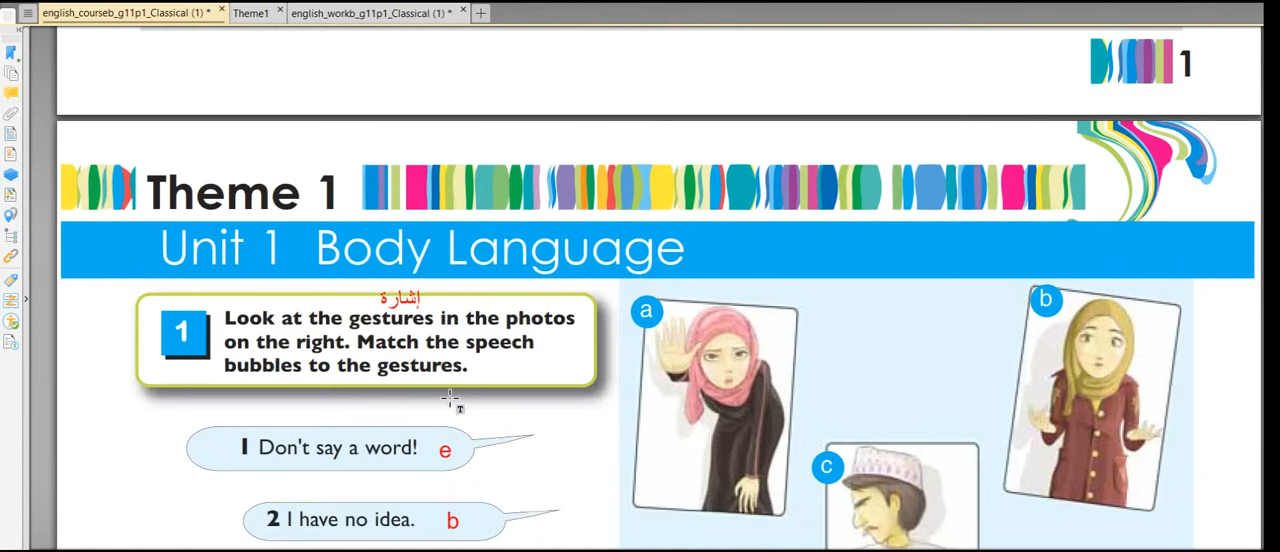 english_courseb_g11p1_Classical (1) *
Theme1
english_workb_g11p1_Classical (1) *
1
Theme 1
Unit 1 Body Language
إشارة
1
Look at the gestures in the photos
on the right. Match the speech
bubbles to the gestures.
a
b
c
1 Don't say a word! e
2 I have no idea. b